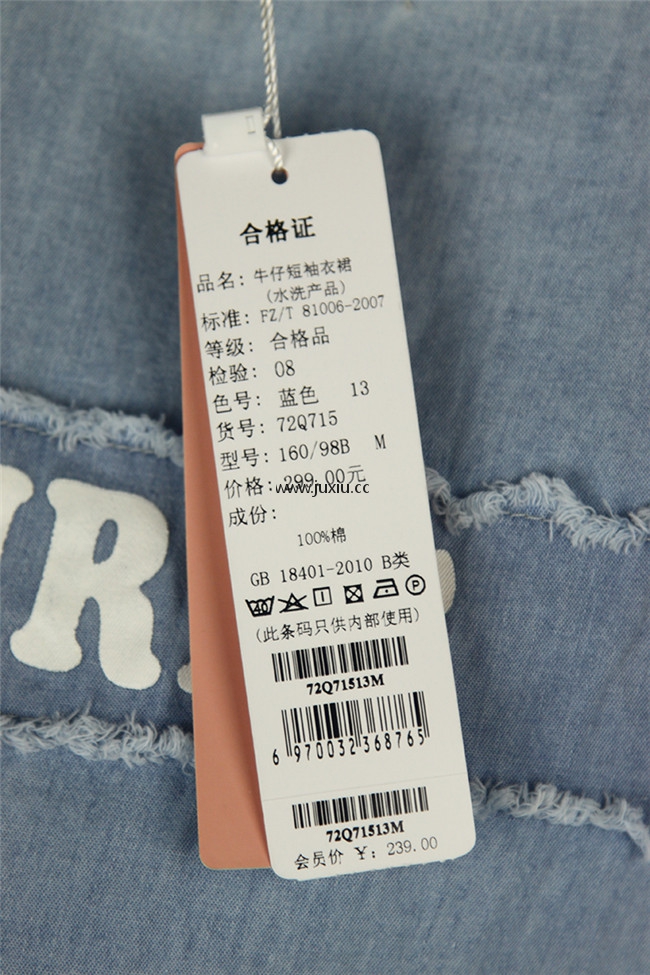 合格证
品名: 牛仔短袖衣裙
(水洗产品)
标准: FZ/T 81006-2007
等级: 合格品
检验: 08
色号: 蓝色 13
货号: 72Q715
型号: 160/98B M
价格: 299.00元
www.juxiu.cc
成份:
100%棉
GB 18401-2010 B类
40
P
(此条码只供内部使用)
72Q71513M
6 970032 368765
72Q71513M
会员价 ¥: 239.00
R